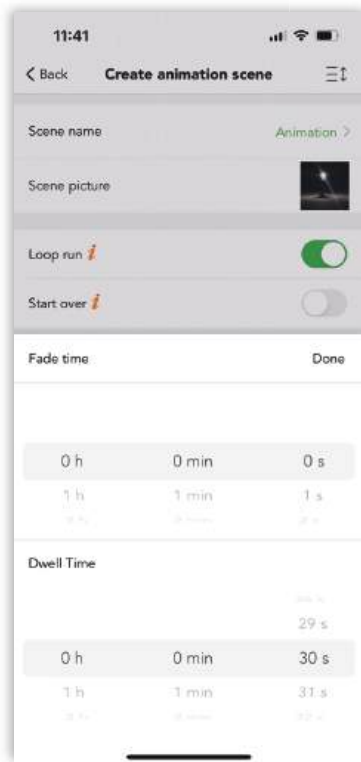 11:41
Back Create animation scene
Scene name Animation
Scene picture
Loop run i
Start over i
Fade time Done
0 h 0 min 0 s
1 h 1 min 1 s
Dwell Time
29 s
0 h 0 min 30 s
1 h 1 min 31 s